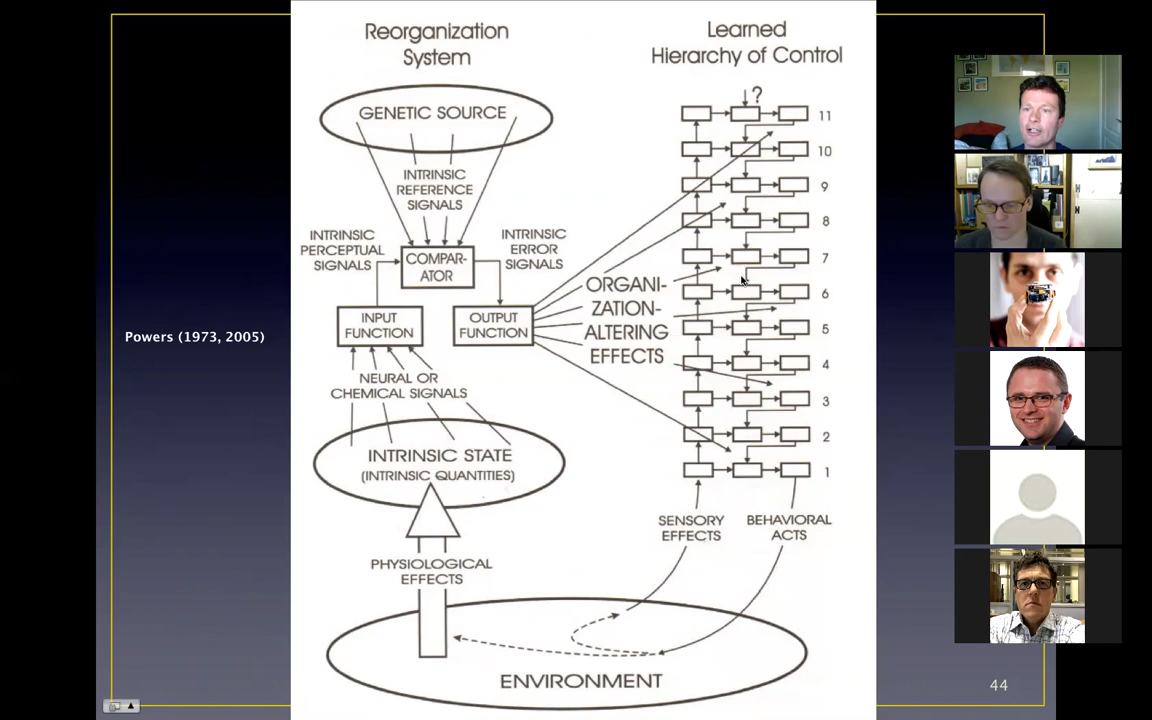 Reorganization
System
Learned
Hierarchy of Control
GENETIC SOURCE
INTRINSIC
REFERENCE
SIGNALS
INTRINSIC
PERCEPTUAL
SIGNALS
COMPAR-
ATOR
INTRINSIC
ERROR
SIGNALS
INPUT
FUNCTION
OUTPUT
FUNCTION
NEURAL OR
CHEMICAL SIGNALS
INTRINSIC STATE
(INTRINSIC QUANTITIES)
PHYSIOLOGICAL
EFFECTS
ORGANI-
ZATION-
ALTERING
EFFECTS
?
11
10
9
8
7
6
5
4
3
2
1
SENSORY
EFFECTS
BEHAVIORAL
ACTS
ENVIRONMENT
Powers (1973, 2005)
44